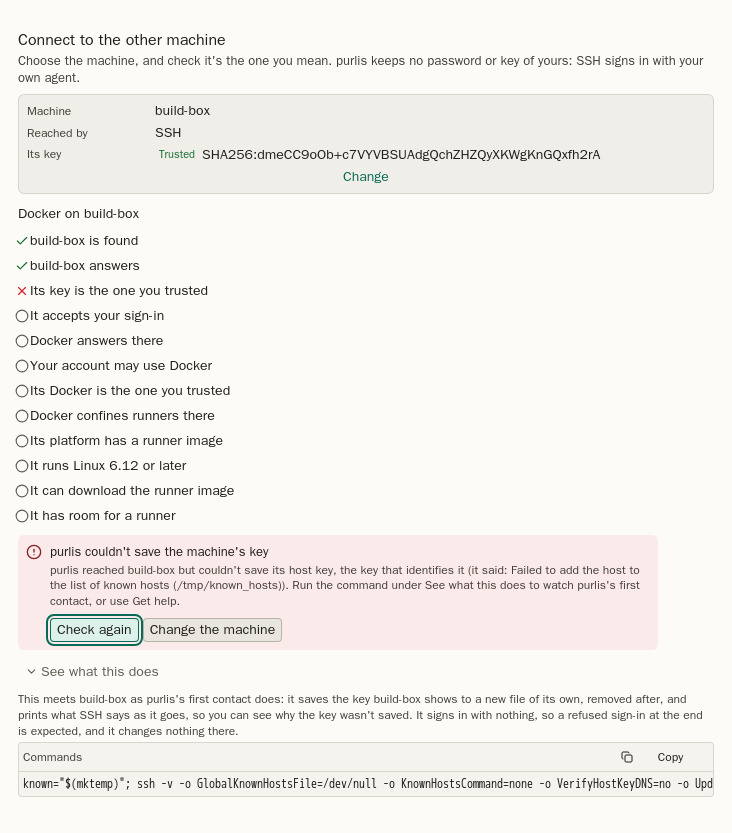 Connect to the other machine
Choose the machine, and check it's the one you mean. purlis keeps no password or key of yours: SSH signs in with your
own agent.
Machine build-box
Reached by SSH
Its key Trusted SHA256:dmeCC9oOb+c7VYVBSUAdgQchZHZQyXKWgKnGQxfh2rA
Change
Docker on build-box
build-box is found
build-box answers
Its key is the one you trusted
It accepts your sign-in
Docker answers there
Your account may use Docker
Its Docker is the one you trusted
Docker confines runners there
Its platform has a runner image
It runs Linux 6.12 or later
It can download the runner image
It has room for a runner
purlis couldn't save the machine's key
purlis reached build-box but couldn't save its host key, the key that identifies it (it said: Failed to add the host to
the list of known hosts (/tmp/known_hosts)). Run the command under See what this does to watch purlis's first
contact, or use Get help.
Check again Change the machine
See what this does
This meets build-box as purlis's first contact does: it saves the key build-box shows to a new file of its own, removed after, and
prints what SSH says as it goes, so you can see why the key wasn't saved. It signs in with nothing, so a refused sign-in at the end
is expected, and it changes nothing there.
Commands Copy
known="$(mktemp)"; ssh -v -o GlobalKnownHostsFile=/dev/null -o KnownHostsCommand=none -o VerifyHostKeyDNS=no -o Upd